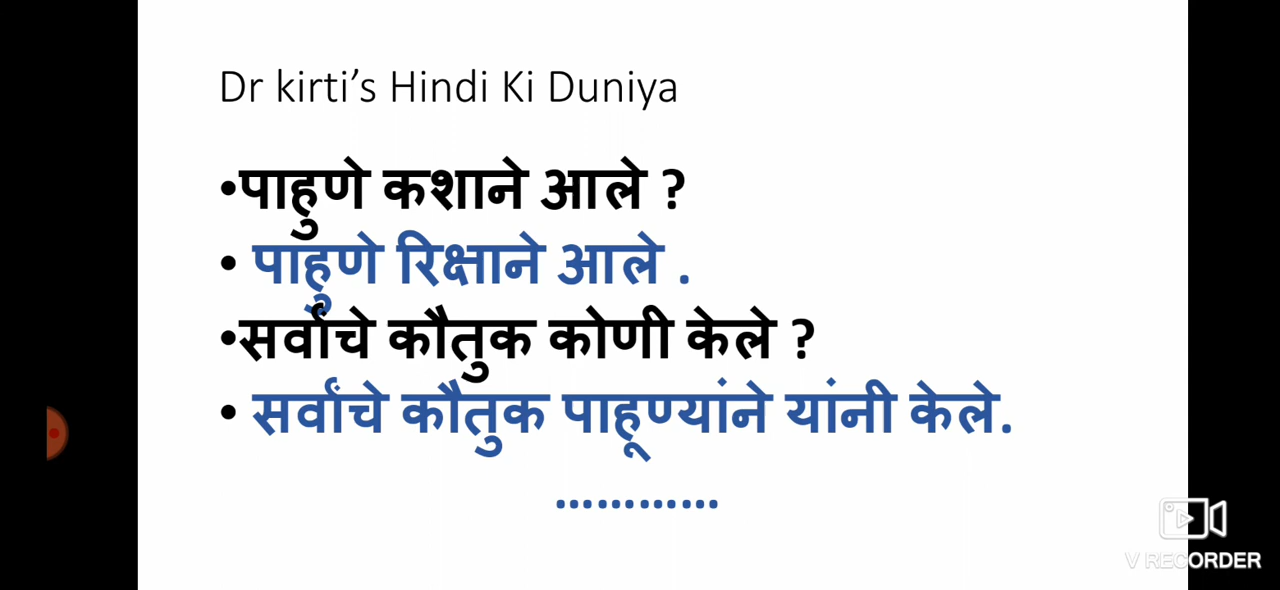 Dr kirti’s Hindi Ki Duniya
•पाहुणे कशाने आले ?
• पाहुणे रिक्षाने आले .
•सर्वांचे कौतुक कोणी केले ?
• सर्वांचे कौतुक पाहूण्यांने यांनी केले.
............
V RECORDER